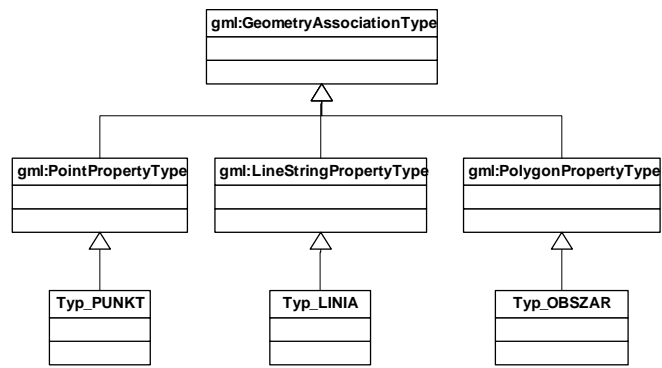 gml:GeometryAssociationType
gml:PointPropertyType
gml:LineStringPropertyType
gml:PolygonPropertyType
Typ_PUNKT
Typ_LINIA
Typ_OBSZAR